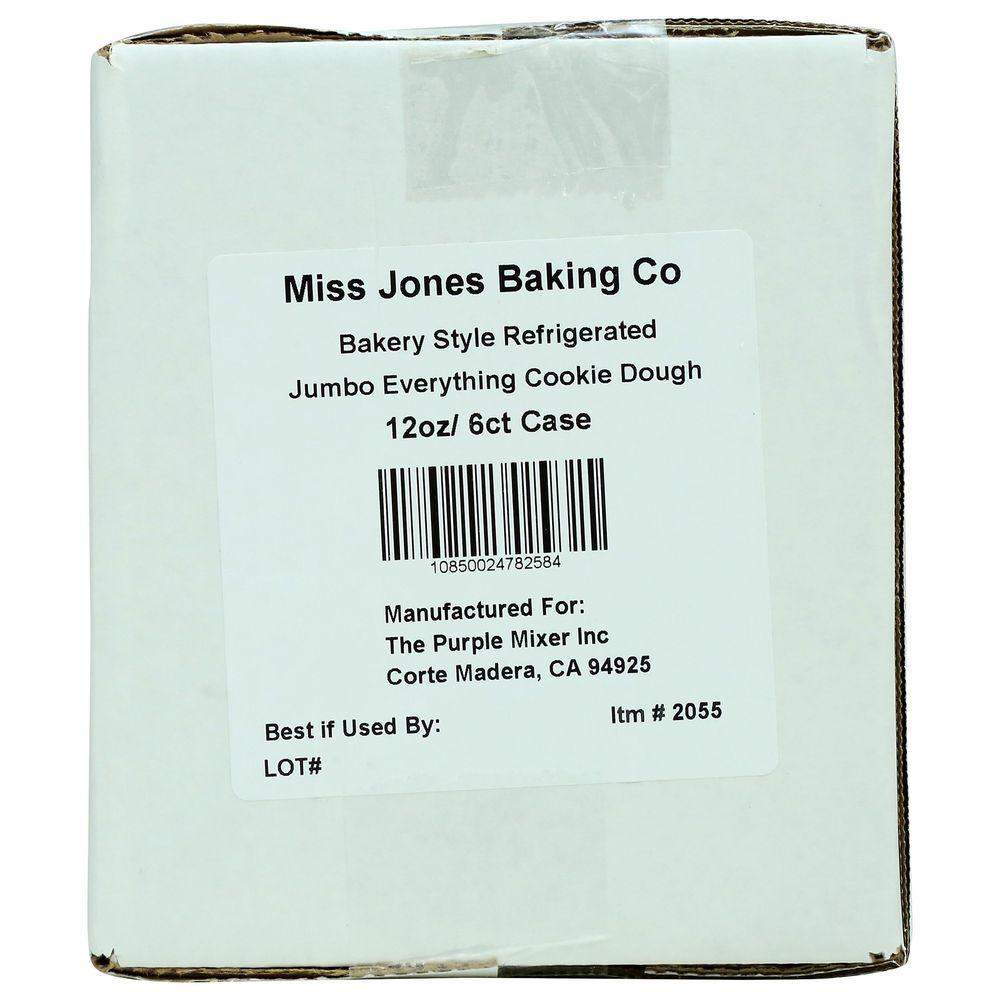 Miss Jones Baking Co
Bakery Style Refrigerated
Jumbo Everything Cookie Dough
12oz/ 6ct Case
10850024782584
Manufactured For:
The Purple Mixer Inc
Corte Madera, CA 94925
Best if Used By:
Itm # 2055
LOT#